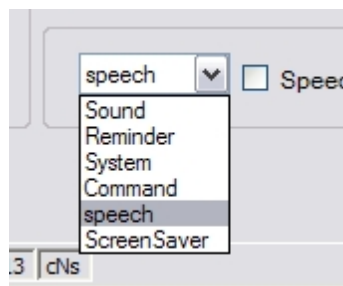 speech
Speec
Sound
Reminder
System
Command
speech
ScreenSaver
.3 cNs